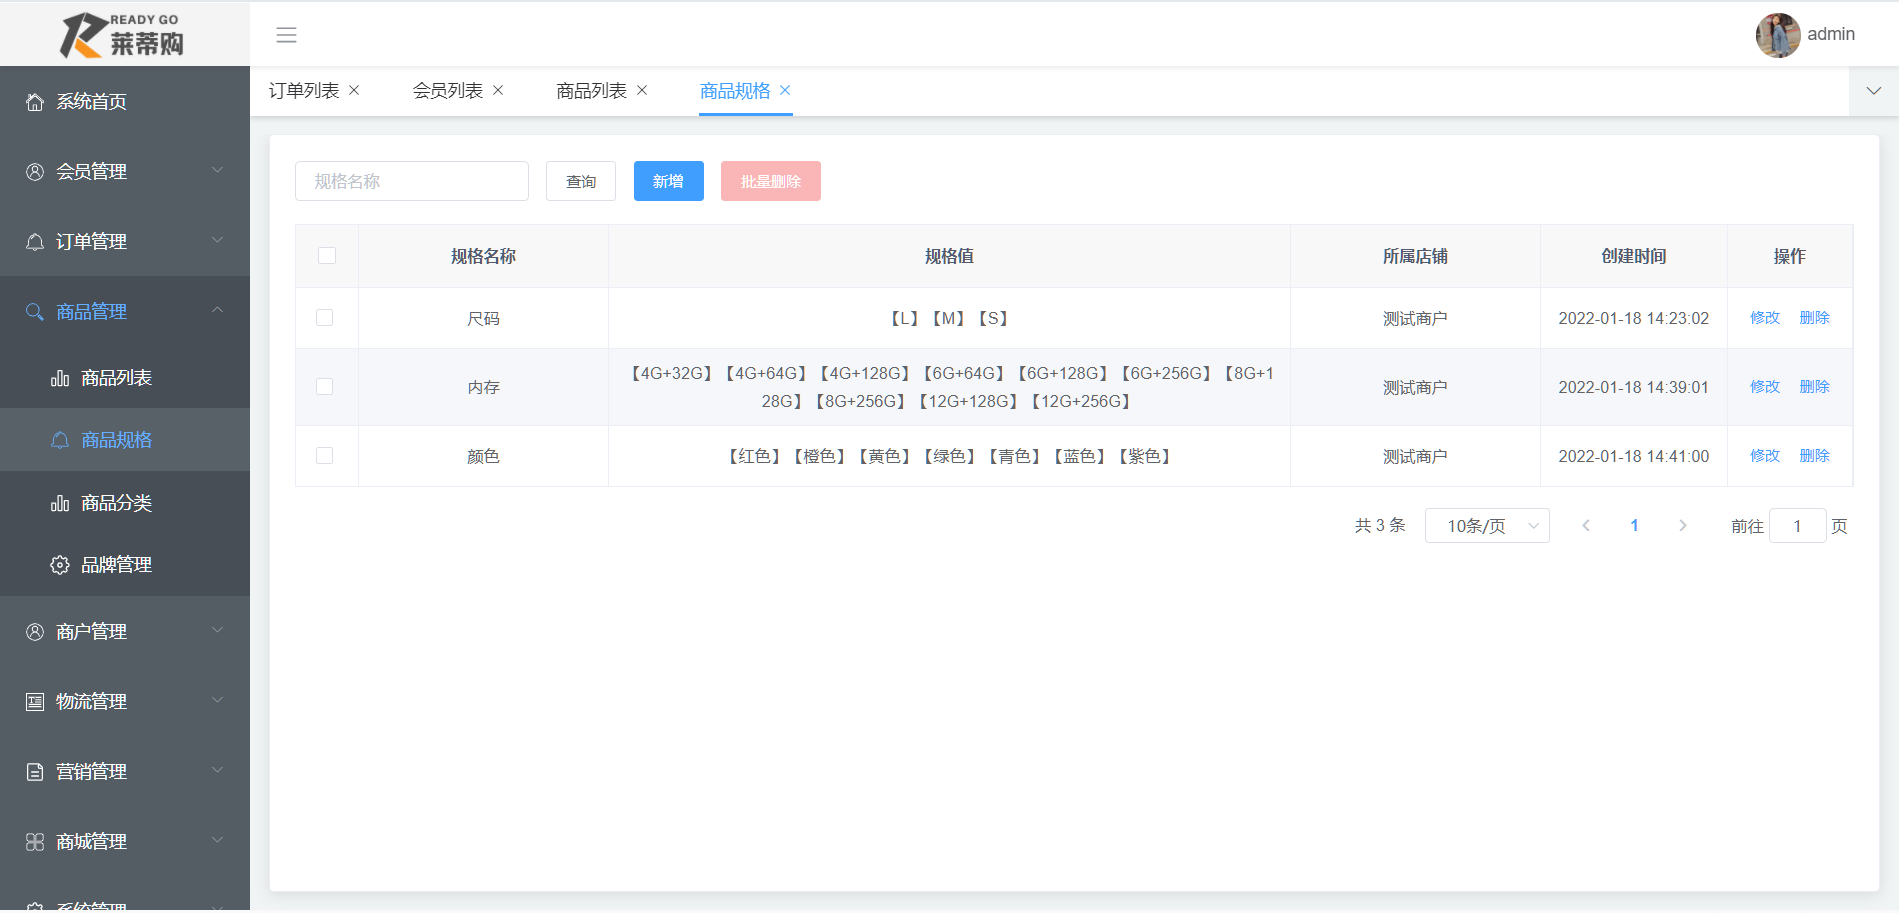 READY GO
莱蒂购
admin
系统首页
会员管理
订单管理
商品管理
商品列表
商品规格
商品分类
品牌管理
商户管理
物流管理
营销管理
商城管理
系统管理
订单列表 会员列表 商品列表 商品规格
规格名称 查询 新增 批量删除
规格名称 规格值 所属店铺 创建时间 操作
尺码 【L】【M】【S】 测试商户 2022-01-18 14:23:02 修改 删除
【4G+32G】【4G+64G】【4G+128G】【6G+64G】【6G+128G】【6G+256G】【8G+1
内存 28G】【8G+256G】【12G+128G】【12G+256G】 测试商户 2022-01-18 14:39:01 修改 删除
颜色 【红色】【橙色】【黄色】【绿色】【青色】【蓝色】【紫色】 测试商户 2022-01-18 14:41:00 修改 删除
共 3 条 10条/页 1 前往 1 页